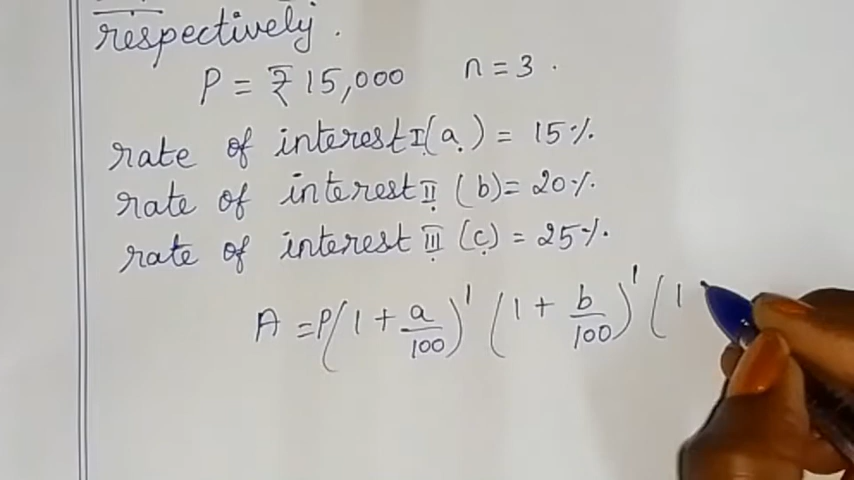 respectively.
P = ₹ 15,000 n = 3 .
rate of interest I (a) = 15%
rate of interest II (b) = 20%
rate of interest III (c) = 25%
A = P(1 + a/100)¹ (1 + b/100)¹ (1